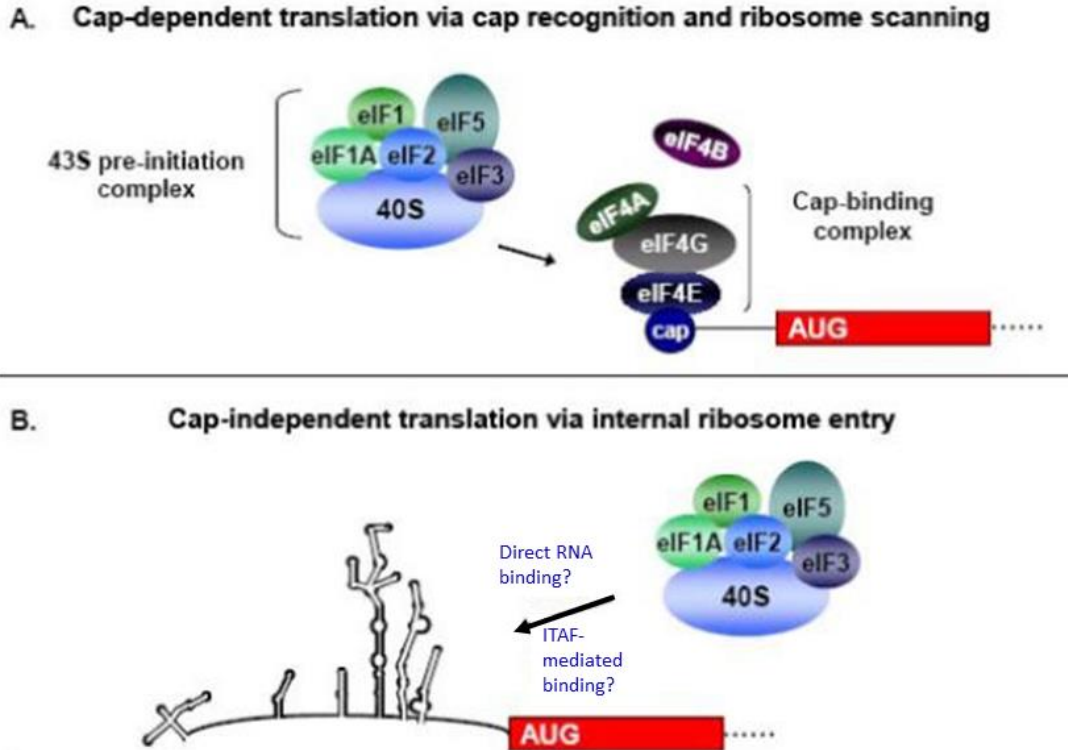 A. Cap-dependent translation via cap recognition and ribosome scanning
43S pre-initiation
complex
eIF1
eIF5
eIF1A
eIF2
eIF3
40S
eIF4B
eIF4A
eIF4G
eIF4E
cap
Cap-binding
complex
AUG
B. Cap-independent translation via internal ribosome entry
Direct RNA
binding?
ITAF-
mediated
binding?
eIF1
eIF5
eIF1A
eIF2
eIF3
40S
AUG